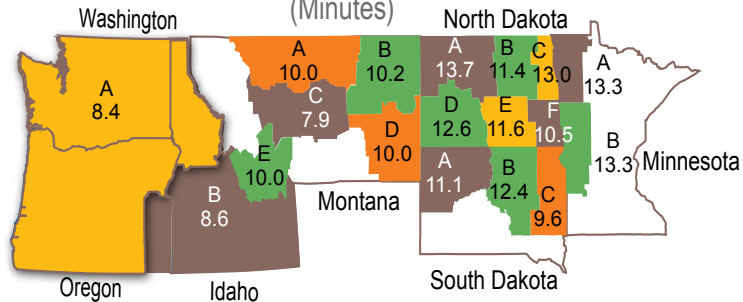 (Minutes)
Washington
North Dakota
A
8.4
A
10.0
B
10.2
A
13.7
B
11.4
C
13.0
A
13.3
C
7.9
D
12.6
E
11.6
F
10.5
D
10.0
B
13.3
Minnesota
E
10.0
A
11.1
B
12.4
C
9.6
B
8.6
Montana
South Dakota
Oregon
Idaho